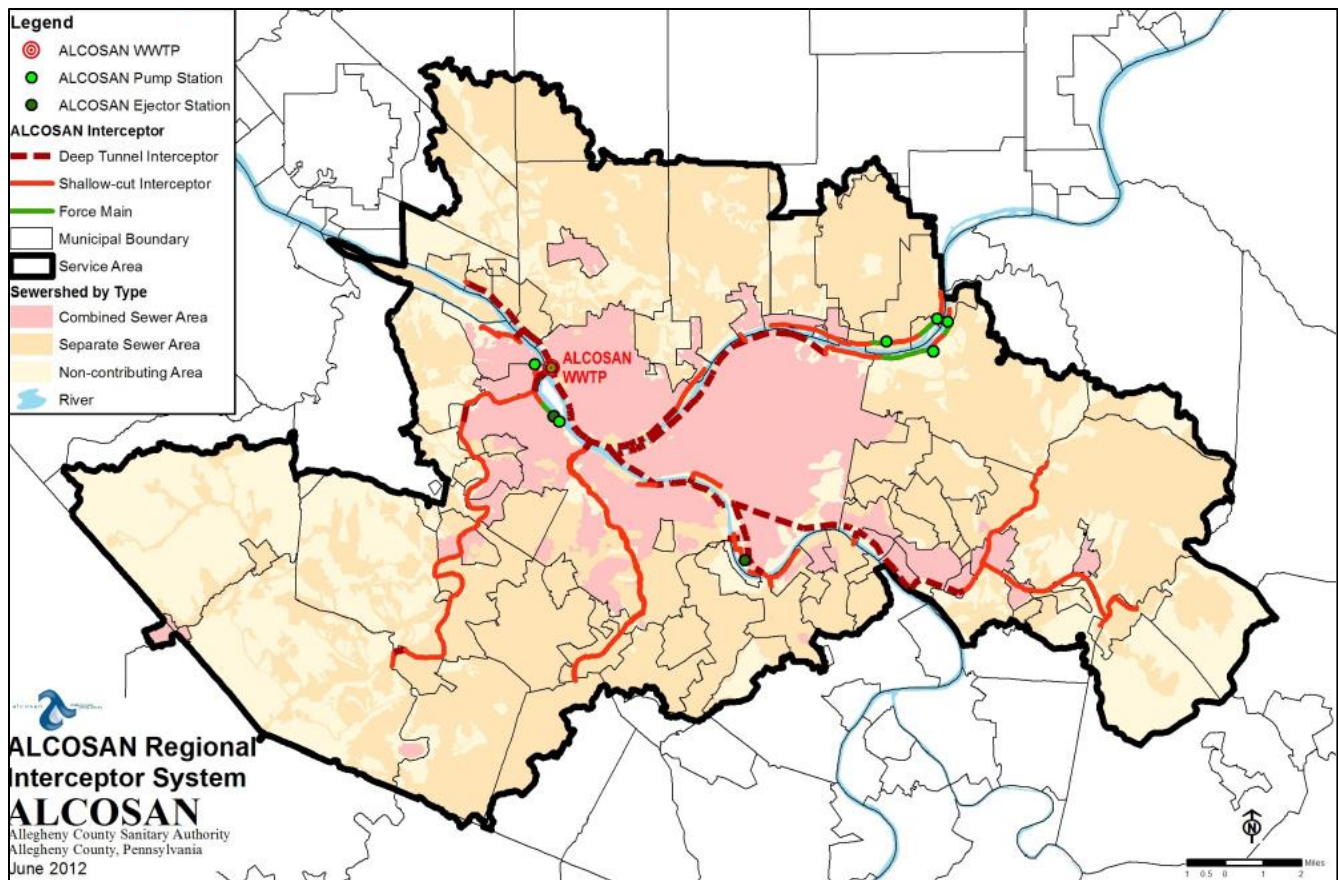 Legend
ALCOSAN WWTP
ALCOSAN Pump Station
ALCOSAN Ejector Station
ALCOSAN Interceptor
Deep Tunnel Interceptor
Shallow-cut Interceptor
Force Main
Municipal Boundary
Service Area
Sewershed by Type
Combined Sewer Area
Separate Sewer Area
Non-contributing Area
River
ALCOSAN
WWTP
alcosan
ALCOSAN Regional
Interceptor System
ALCOSAN
Allegheny County Sanitary Authority
Allegheny County, Pennsylvania
June 2012
N
Miles
1 0.5 0 1 2